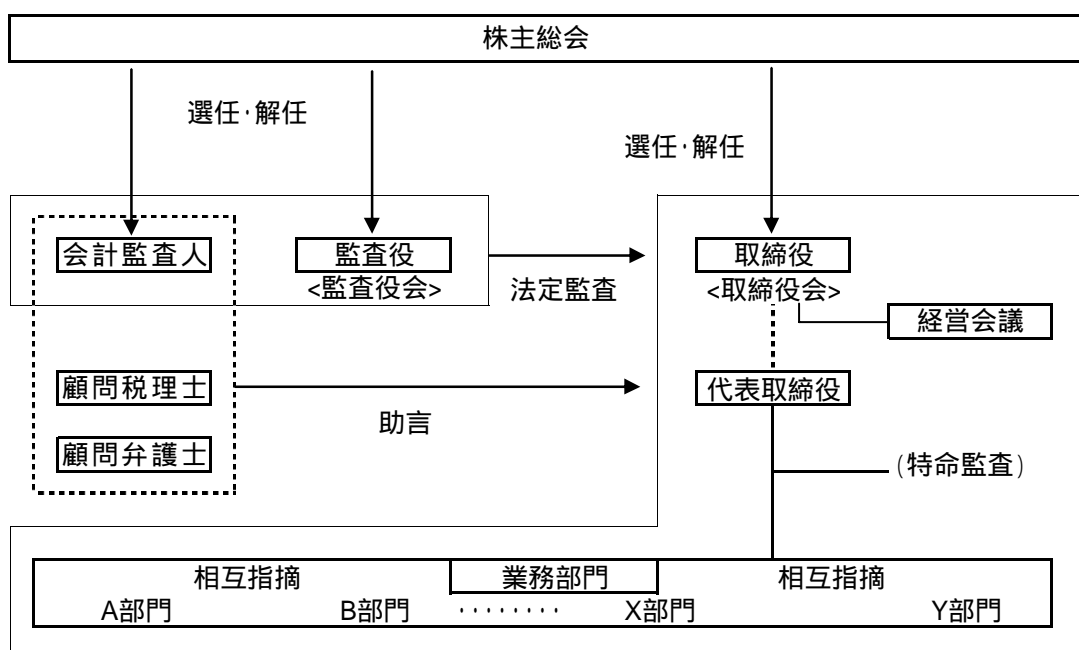 株主総会
選任・解任
選任・解任
会計監査人
監査役
取締役
<監査役会>
法定監査
<取締役会>
経営会議
顧問税理士
代表取締役
助言
顧問弁護士
(特命監査)
相互指摘
業務部門
相互指摘
A部門
B部門
・・・・・・・・
X部門
Y部門